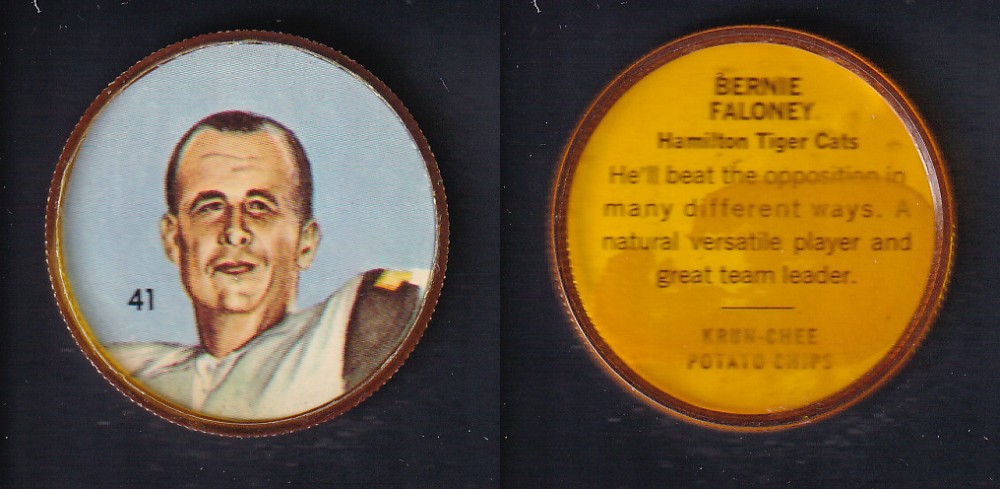 41
BERNIE
FALONEY
Hamilton Tiger Cats
He'll beat the opposition in
many different ways. A
natural versatile player and
great team leader.
KRUN-CHEE
POTATO CHIPS